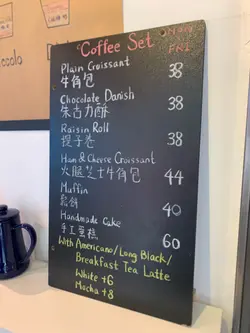 Coffee Set
Mon-
FRI
Plain Croissant 38
牛角包
Chocolate Danish 38
朱古力酥
Raisin Roll 38
提子卷
Ham & Cheese Croissant 44
火腿芝士牛角包
Muffin 40
鬆餅
Handmade Cake 60
手工蛋糕
With Americano/Long Black/
Breakfast Tea Latte
White +6
Mocha +8
piccolo